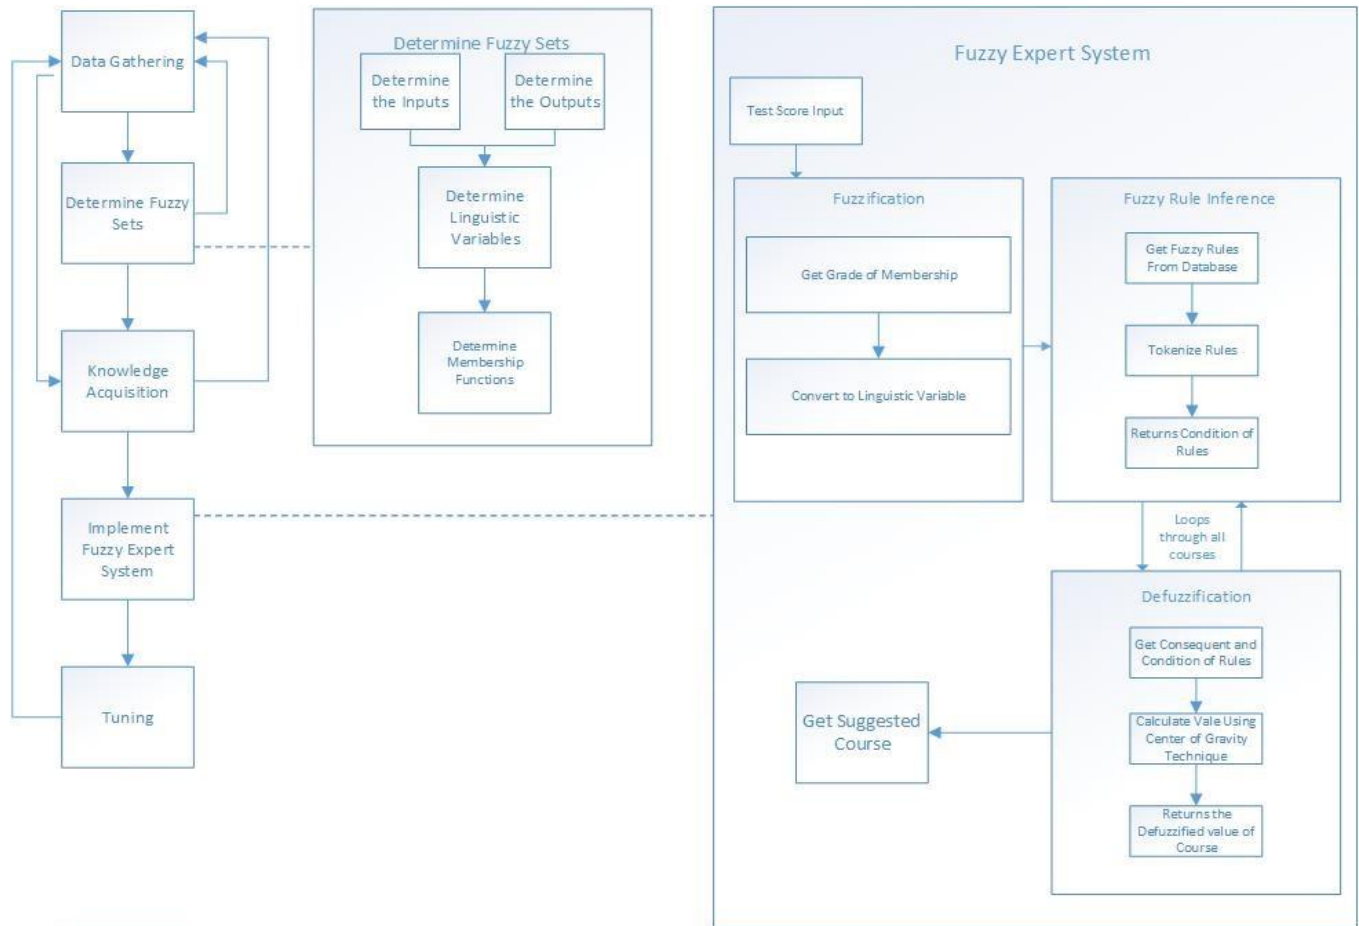 Data Gathering
Determine Fuzzy
Sets
Knowledge
Acquisition
Implement
Fuzzy Expert
System
Tuning
Determine Fuzzy Sets
Determine
the Inputs
Determine
the Outputs
Determine
Linguistic
Variables
Determine
Membership
Functions
Fuzzy Expert System
Test Score Input
Fuzzification
Get Grade of Membership
Convert to Linguistic Variable
Fuzzy Rule Inference
Get Fuzzy Rules
From Database
Tokenize Rules
Returns Condition of
Rules
Loops
through all
courses
Defuzzification
Get Consequent and
Condition of Rules
Calculate Vale Using
Center of Gravity
Technique
Returns the
Defuzzified value of
Course
Get Suggested
Course